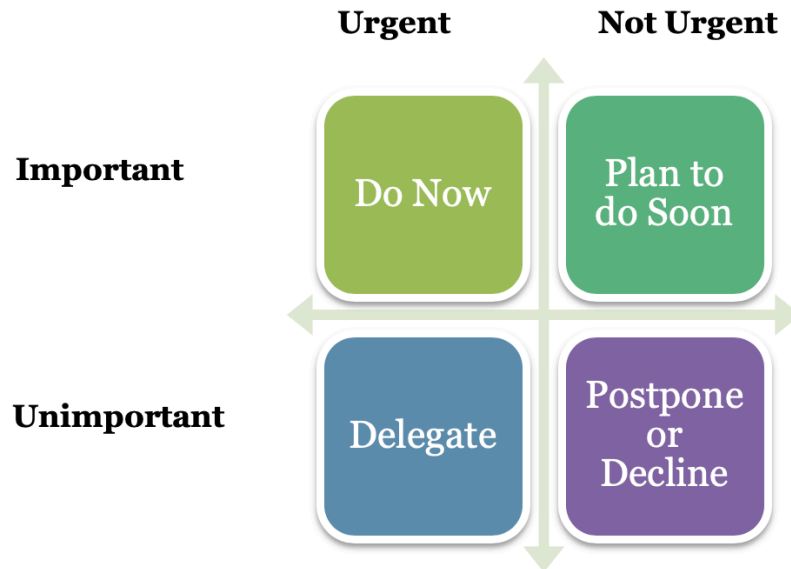 Urgent Not Urgent
Important
Do Now
Plan to
do Soon
Unimportant
Delegate
Postpone
or
Decline